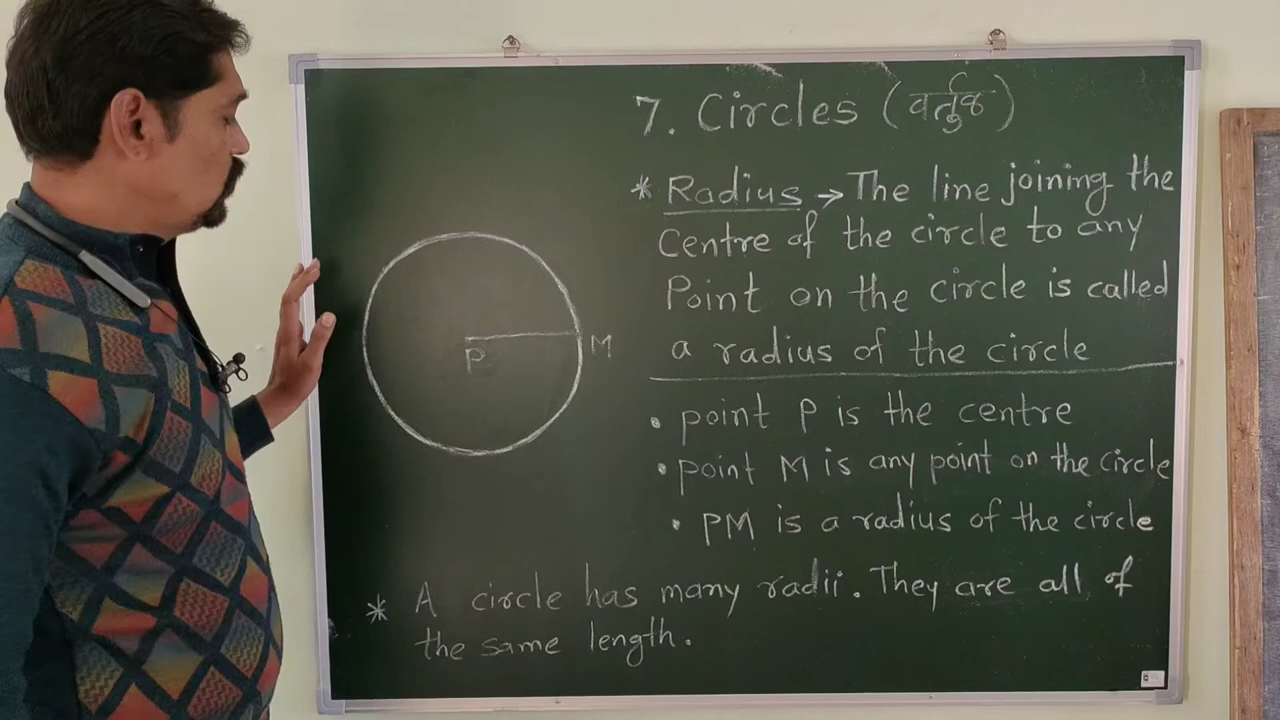 7. Circles (वर्तुळ)
* Radius → The line joining the
Centre of the circle to any
Point on the circle is called
a radius of the circle
P
M
• point P is the centre
• point M is any point on the circle
• PM is a radius of the circle
* A circle has many radii. They are all of
the same length.